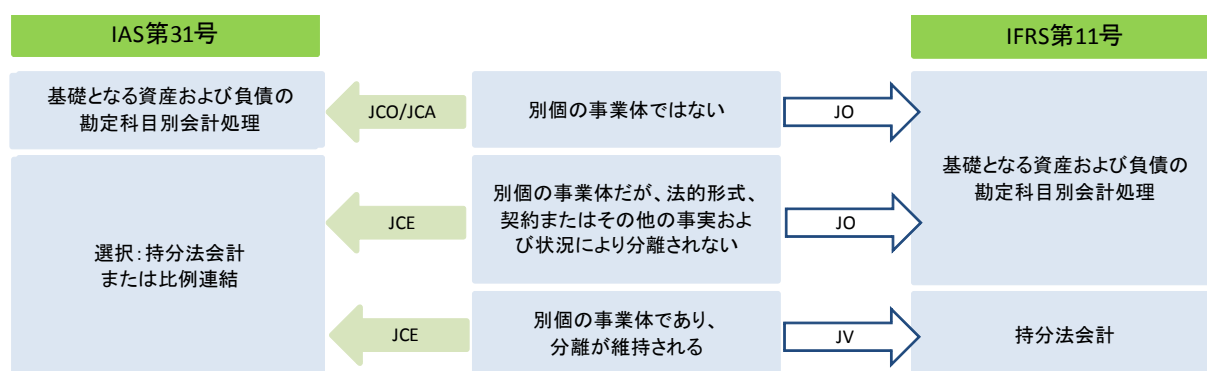 IAS第31号
IFRS第11号
基礎となる資産および負債の
勘定科目別会計処理
JCO/JCA
別個の事業体ではない
JO
基礎となる資産および負債の
勘定科目別会計処理
選択：持分法会計
または比例連結
JCE
別個の事業体だが、法的形式、
契約またはその他の事実およ
び状況により分離されない
JO
JCE
別個の事業体であり、
分離が維持される
JV
持分法会計